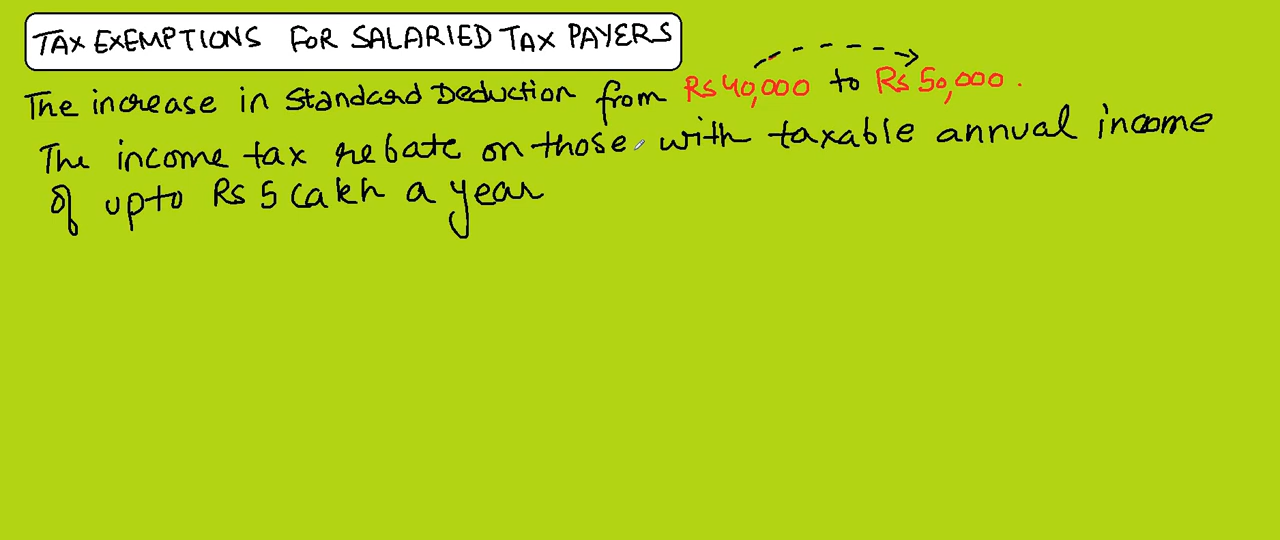 TAX EXEMPTIONS FOR SALARIED TAX PAYERS
The increase in Standard Deduction from Rs 40,000 to Rs 50,000.
The income tax rebate on those with taxable annual income
of upto Rs 5 Lakh a year